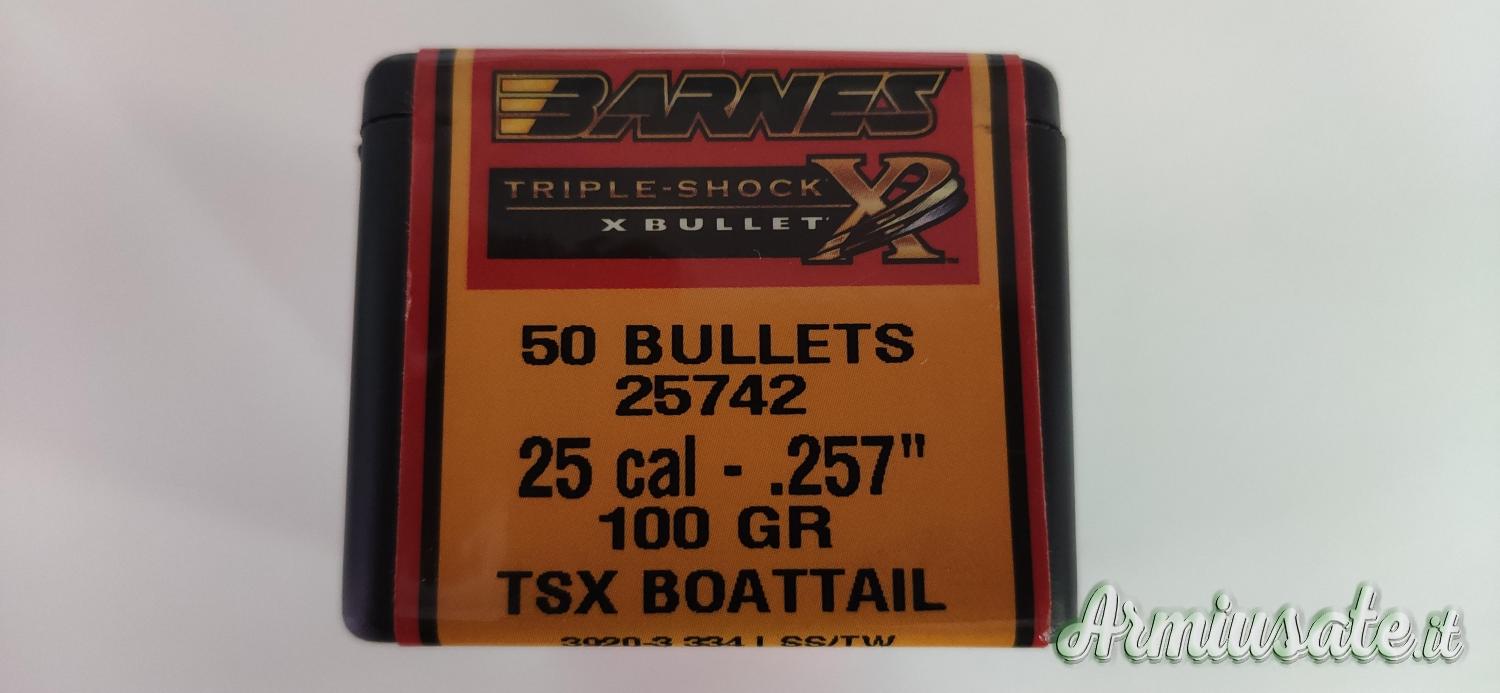 BARNES
TRIPLE-SHOCK
X BULLET
50 BULLETS
25742
25 cal - .257"
100 GR
TSX BOATTAIL
Armiusate.it